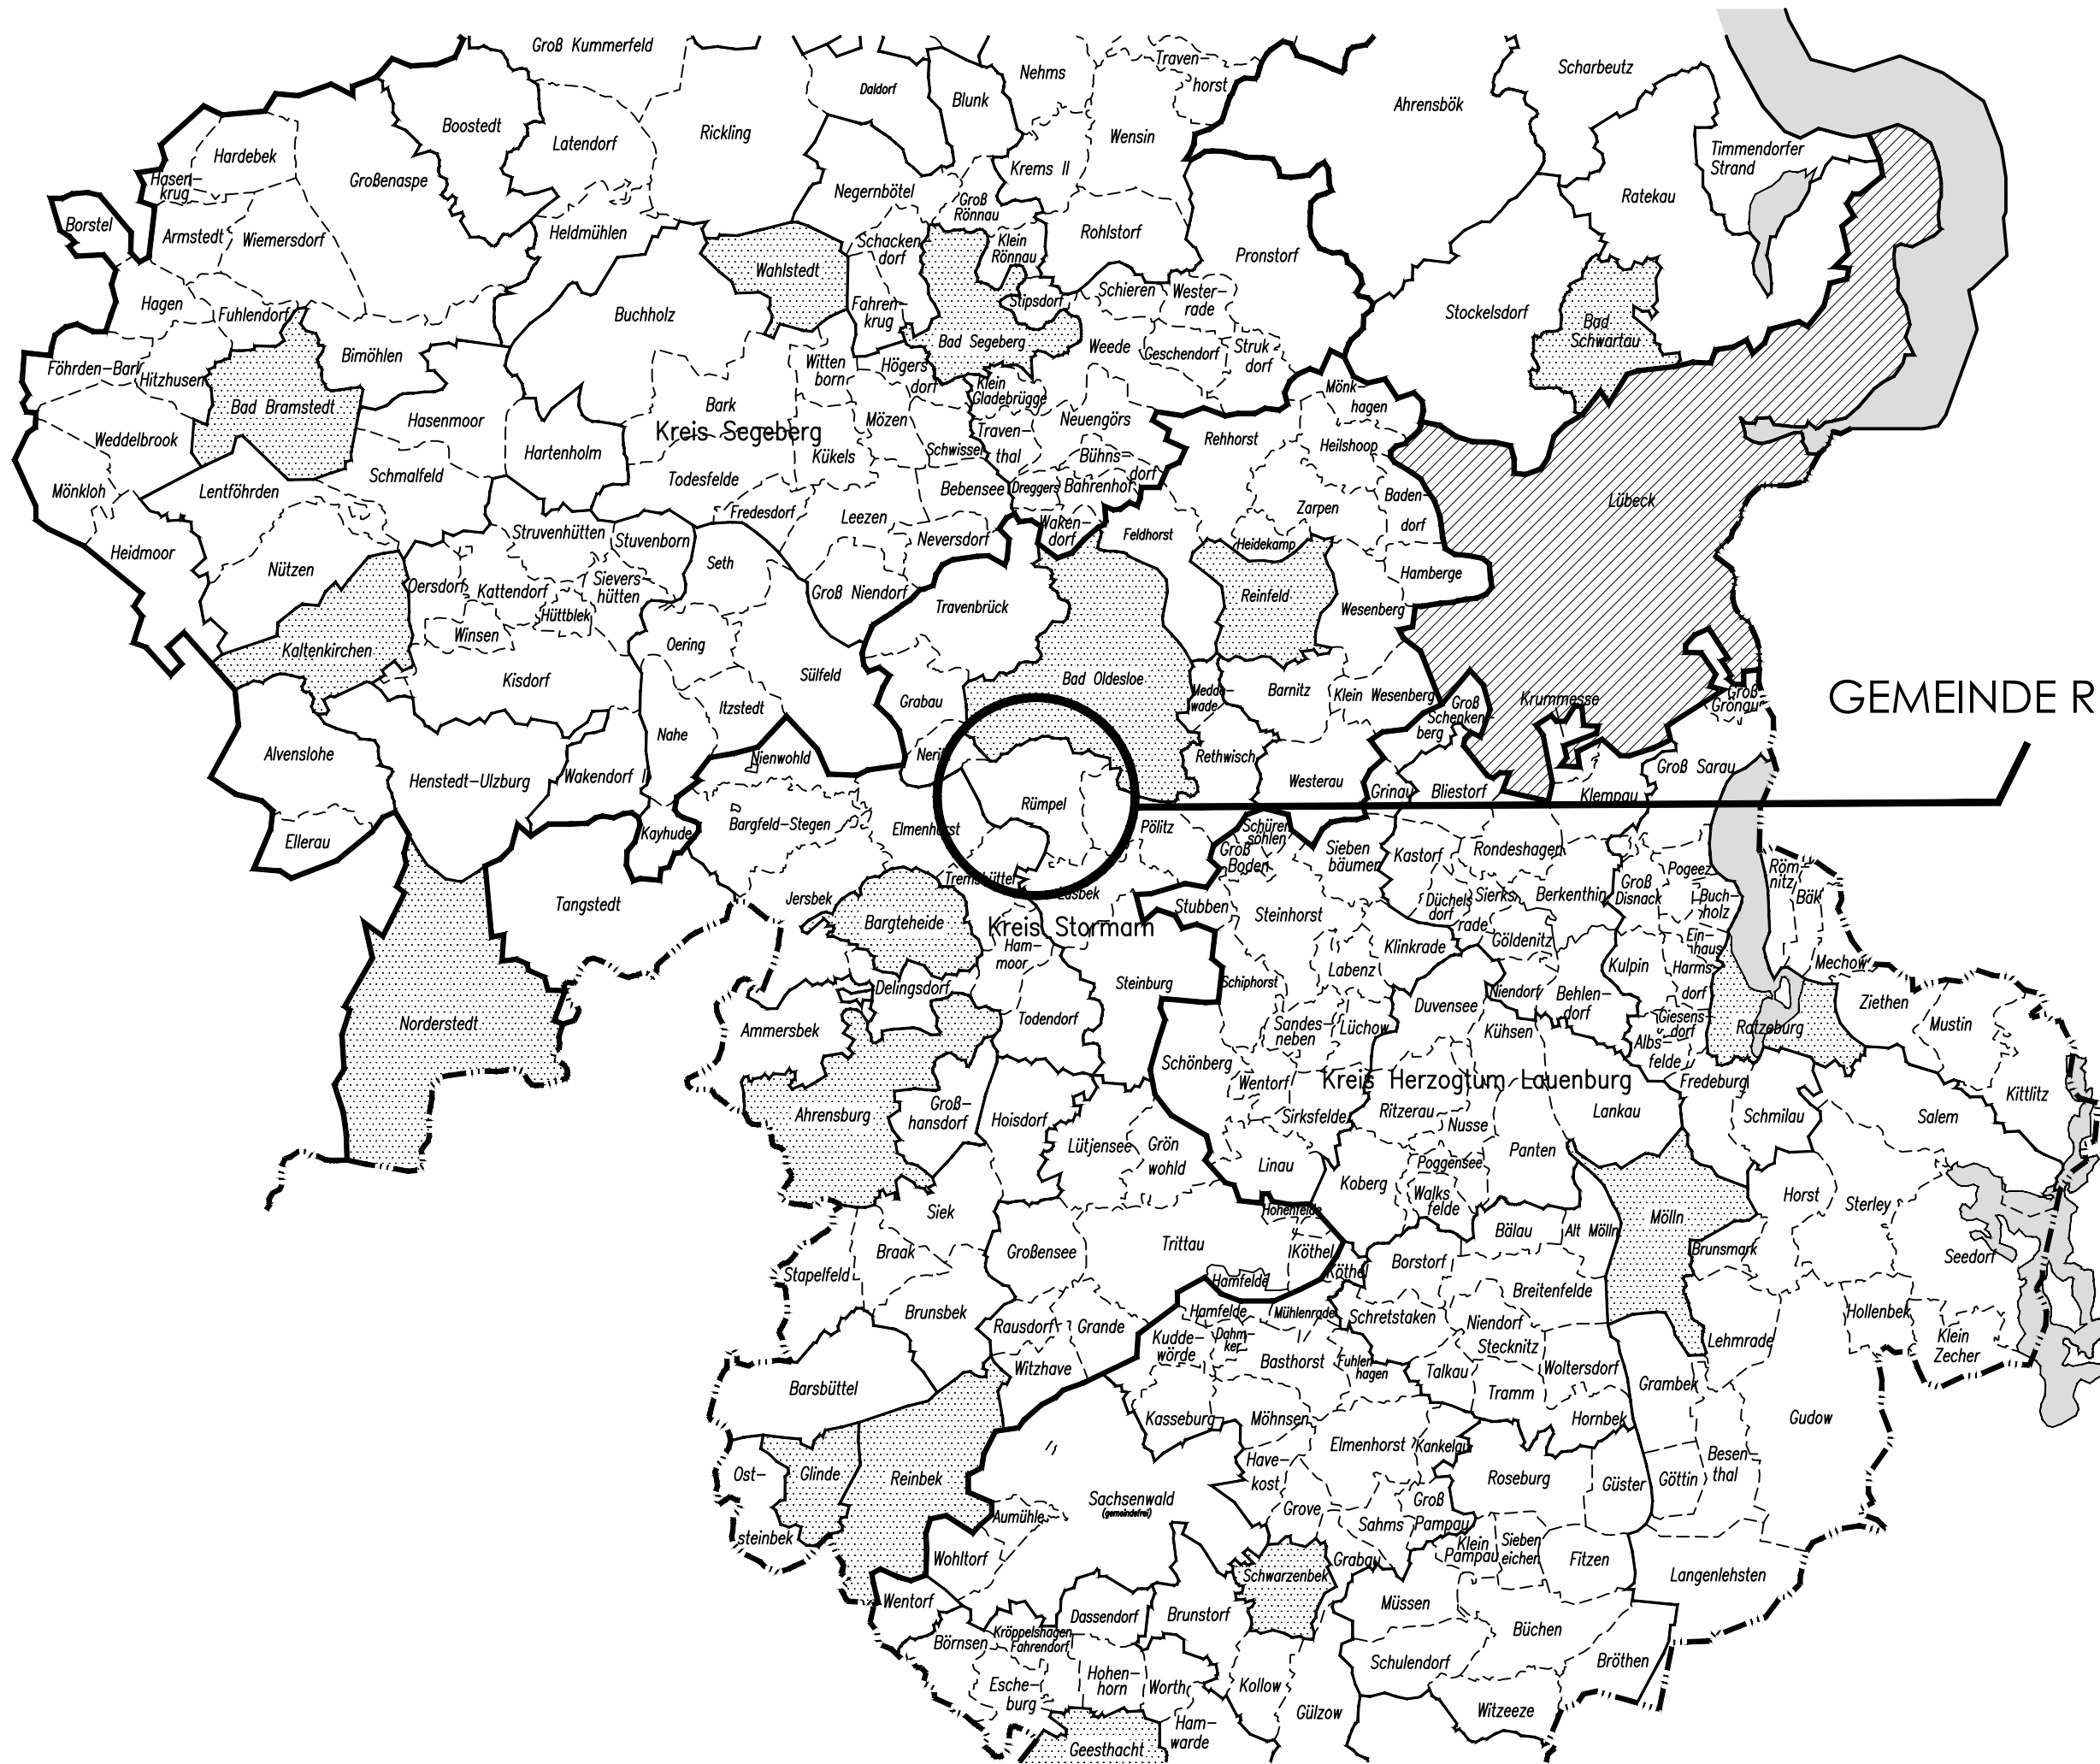 Groß Kummerfeld
Boostedt
Latendorf
Rickling
Daldorf
Blunk
Nehms
Traven-
horst
Wensin
Ahrensbök
Scharbeutz
Timmendorfer
Strand
Ratekau
Hardebek
Hasen-
krug
Großenaspe
Borstel
Armstedt
Wiemersdorf
Heidmühlen
Negernbötel
Krems II
Groß
Rönnau
Schacken
dorf
Klein
Rönnau
Rohlstorf
Pronstorf
Wahlstedt
Fahren-
krug
Stipsdorf
Schieren
Wester-
rade
Stockelsdorf
Bad
Schwartau
Hagen
Fuhlendorf
Buchholz
Bad Segeberg
Weede
Geschendorf
Struk
dorf
Föhrden-Barl
Hitzhusen
Bimöhlen
Witten
born
Högers
dorf
Klein
Gladebrügge
Mönk-
hagen
Bad Bramstedt
Hasenmoor
Bark
Kreis Segeberg
Mözen
Neuengörs
Rehhorst
Heilshoop
Weddelbrook
Hartenholm
Kükels
Schwissel
Traven-
thal
Bühns-
dorf
Schmalfeld
Todesfelde
Mönkloh
Lentföhrden
Bebensee
Dreggers
Bahrenhof
Baden-
dorf
Lübeck
Fredesdorf
Leezen
Zarpen
Heidmoor
Struvenhütten
Stuvenborn
Neversdorf
Waken-
dorf
Feldhorst
Heidekamp
Nützen
Seth
Hamberge
Oersdorf
Kattendorf
Sievers-
hütten
Hüttblek
Groß Niendorf
Travenbrück
Reinfeld
Wesenberg
Winsen
Kaltenkirchen
Oering
Sülfeld
Kisdorf
Bad Oldesloe
Medde-
wade
Barnitz
Klein Wesenberg
Groß
Schenken-
berg
Krummesse
Groß
Grönau
GEMEINDE R
Itzstedt
Grabau
Nahe
Alvenslohe
Henstedt-Ulzburg
Wakendorf I
Nienwohld
Rethwisch
Westerau
Grinau
Bliestorf
Klempau
Groß Sarau
Rümpel
Ellerau
Kayhude
Bargfeld-Stegen
Elmenhorst
Pölitz
Schüren
söhlen
Groß
Boden
Sieben
bäumen
Kastorf
Rondeshagen
Pogeez
Röm-
nitz
Bäk
Tremsbüttel
Tangstedt
Jersbek
Bargteheide
Kreis Stormarn
Stubben
Steinhorst
Düchels
dorf
Sierks
rade
Berkenthin
Groß
Disnack
Buch-
holz
Ham-
moor
Klinkrade
Göldenitz
Ein-
haus
Mechow
Delingsdorf
Steinburg
Schiphorst
Labenz
Kulpin
Harms
dorf
Norderstedt
Ammersbek
Todendorf
Sandes-
neben
Lüchow
Duvensee
Niendorf
Behlen-
dorf
Kühsen
Giesens-
dorf
Albs-
felde
Ratzeburg
Ziethen
Mustin
Schönberg
Wentorf
Kreis Herzogtum Lauenburg
Fredeburg
Kittlitz
Ahrensburg
Groß-
hansdorf
Hoisdorf
Sirksfelde
Ritzerau
Nusse
Lankau
Schmilau
Salem
Lütjensee
Grön
wohld
Linau
Panten
Poggensee
Koberg
Walks
felde
Siek
Hohenfelde
Mölln
Horst
Sterley
Braak
Großensee
Trittau
Köthel
Bälau
Alt Mölln
Brunsmark
Seedorf
Stapelfeld
Hamfelde
Köthel
Borstorf
Breitenfelde
Brunsbek
Rausdorf
Grande
Hamfelde
Mühlenrade
Schretstaken
Niendorf
Stecknitz
Hollenbek
Klein
Zecher
Lehmrade
Kudde-
wörde
Dahm-
ker
Witzhave
Basthorst
Fuhlen
hagen
Talkau
Woltersdorf
Barsbüttel
Tramm
Grambek
Kasseburg
Möhnsen
Hornbek
Gudow
Elmenhorst
Kankelau
Ost-
steinbek
Glinde
Reinbek
Have-
kost
Roseburg
Güster
Göttin
Besen-
thal
Sachsenwald
(gemeindefrei)
Aumühle
Grove
Groß
Pampau
Sahms
Wohltorf
Klein
Pampau
Sieben
eichen
Fitzen
Grabau
Schwarzenbek
Langenlehsten
Wentorf
Dassendorf
Brunstorf
Müssen
Büchen
Kröppelshagen
Fahrendorf
Börnsen
Schulendorf
Bröthen
Esche-
burg
Hohen-
horn
Worth
Kollow
Gülzow
Witzeeze
Ham-
warde
Geesthacht